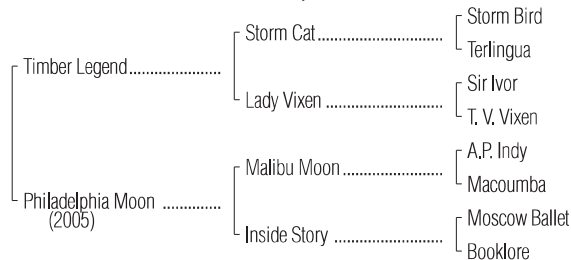 Storm Bird
Storm Cat
Terlingua
Timber Legend
Sir Ivor
Lady Vixen
T. V. Vixen
A.P. Indy
Malibu Moon
Macoumba
Philadelphia Moon
(2005)
Moscow Ballet
Inside Story
Booklore